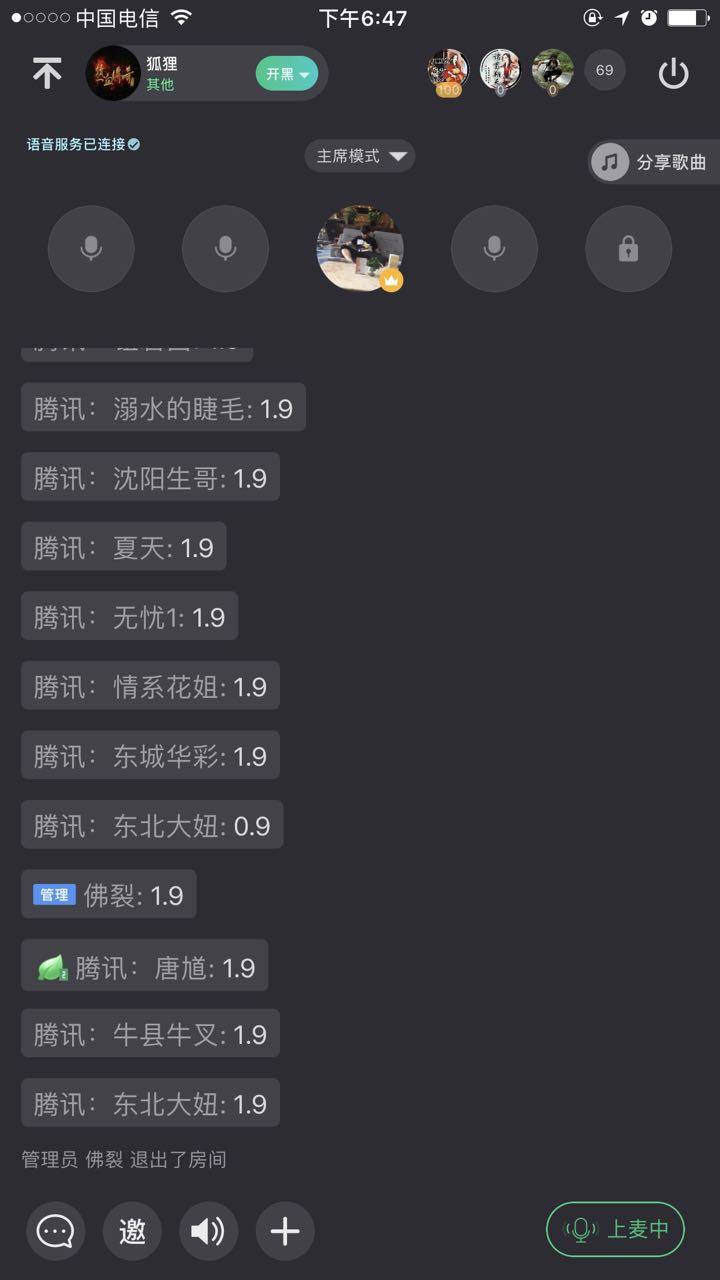 中国电信
下午6:47
狐狸
其他
开黑
100
0
0
69
语音服务已连接
主席模式
分享歌曲
腾讯：溺水的睫毛: 1.9
腾讯：沈阳生哥: 1.9
腾讯：夏天: 1.9
腾讯：无忧1: 1.9
腾讯：情系花姐: 1.9
腾讯：东城华彩: 1.9
腾讯：东北大妞: 0.9
管理 佛裂: 1.9
2 腾讯：唐馗: 1.9
腾讯：牛县牛叉: 1.9
腾讯：东北大妞: 1.9
管理员 佛裂 退出了房间
邀
上麦中